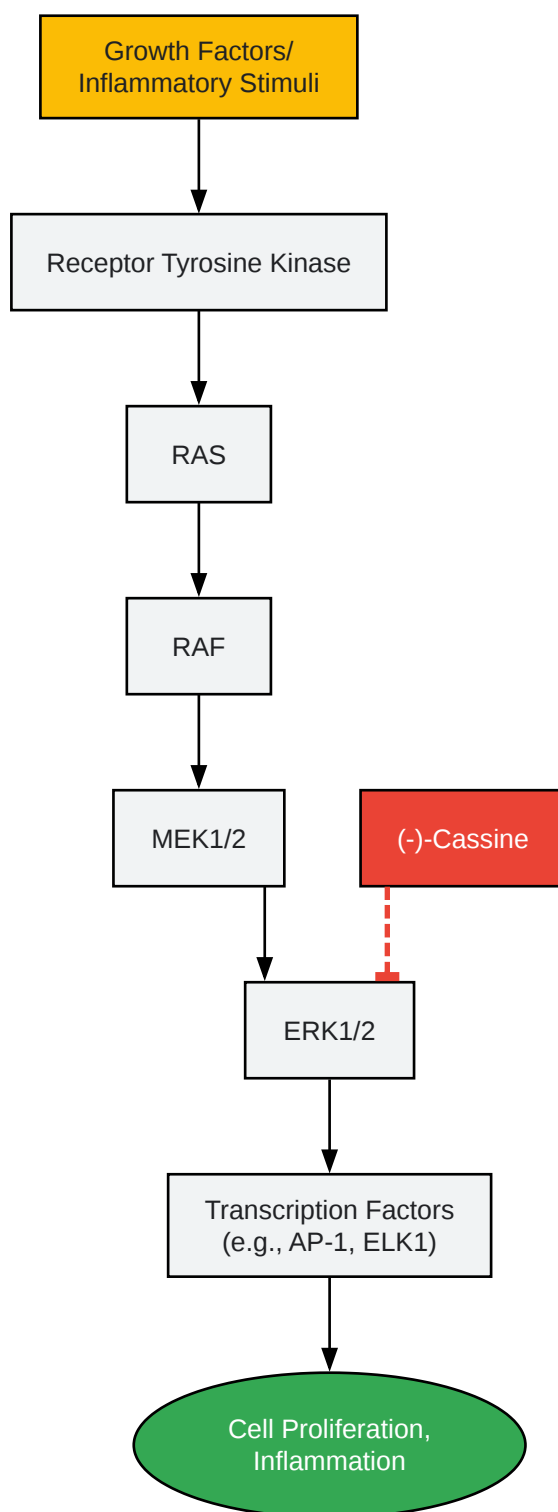 Growth Factors/
Inflammatory Stimuli
Receptor Tyrosine Kinase
RAS
RAF
MEK1/2
(-)-Cassine
ERK1/2
Transcription Factors
(e.g., AP-1, ELK1)
Cell Proliferation,
Inflammation